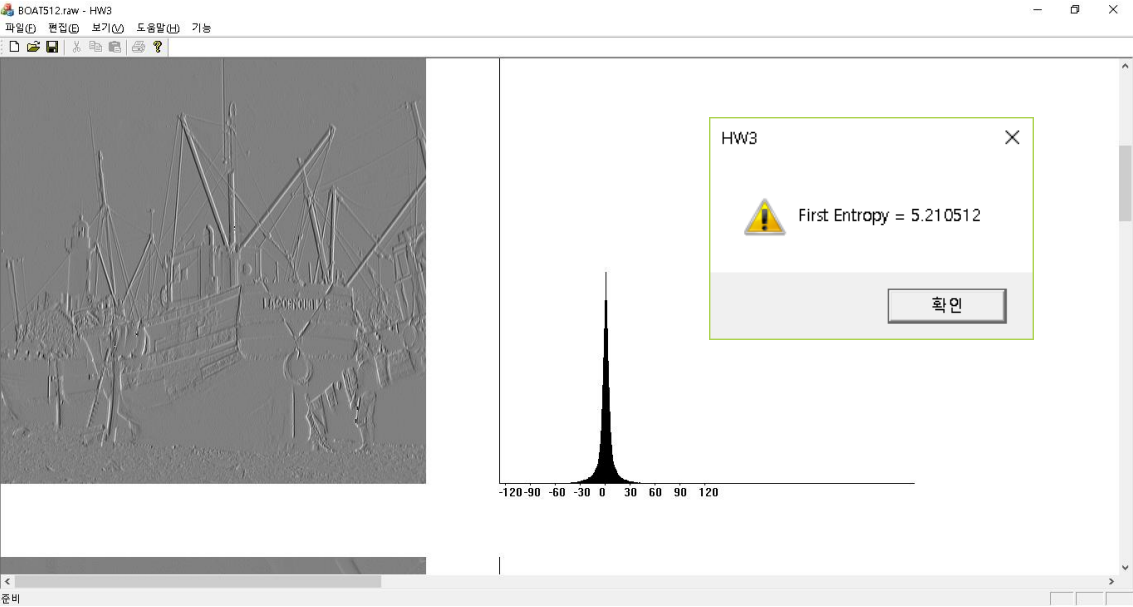 BOAT512.raw - HW3
파일(F) 편집(E) 보기(V) 도움말(H) 기능
HW3
First Entropy = 5.210512
확인
-120 -90 -60 -30 0 30 60 90 120
준비